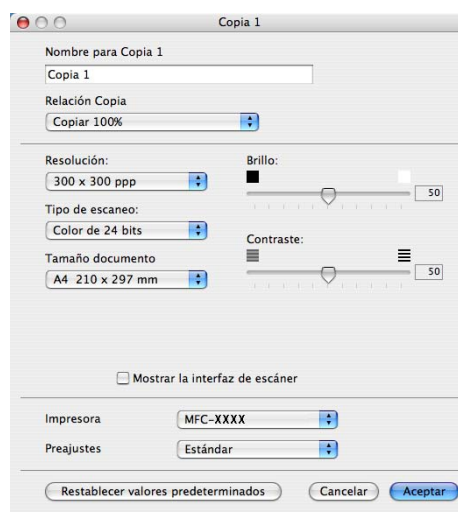 Copia 1
Nombre para Copia 1
Copia 1
Relación Copia
Copiar 100%
Resolución:
300 x 300 ppp
Tipo de escaneo:
Color de 24 bits
Tamaño documento
A4 210 x 297 mm
Brillo:
50
Contraste:
50
Mostrar la interfaz de escáner
Impresora
MFC-XXXX
Preajustes
Estándar
Restablecer valores predeterminados
Cancelar
Aceptar